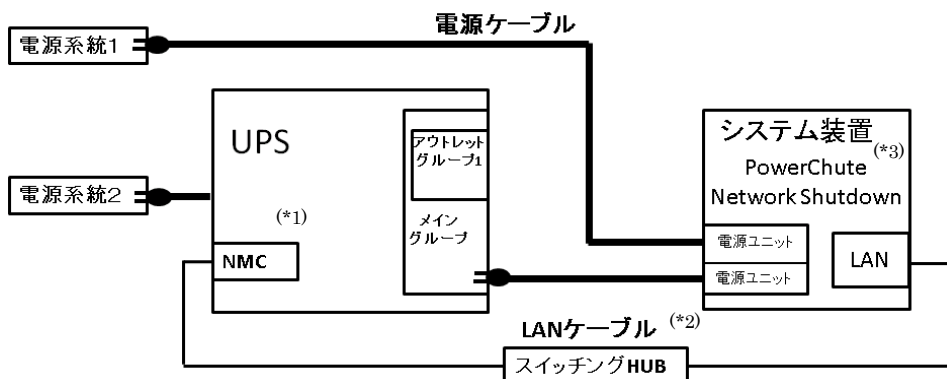 電源ケーブル
電源系統1
UPS
アウトレット
グループ1
システム装置
(*3)
PowerChute
Network Shutdown
電源系統2
(*1)
メイン
グループ
NMC
電源ユニット
電源ユニット
LAN
LANケーブル (*2)
スイッチングHUB